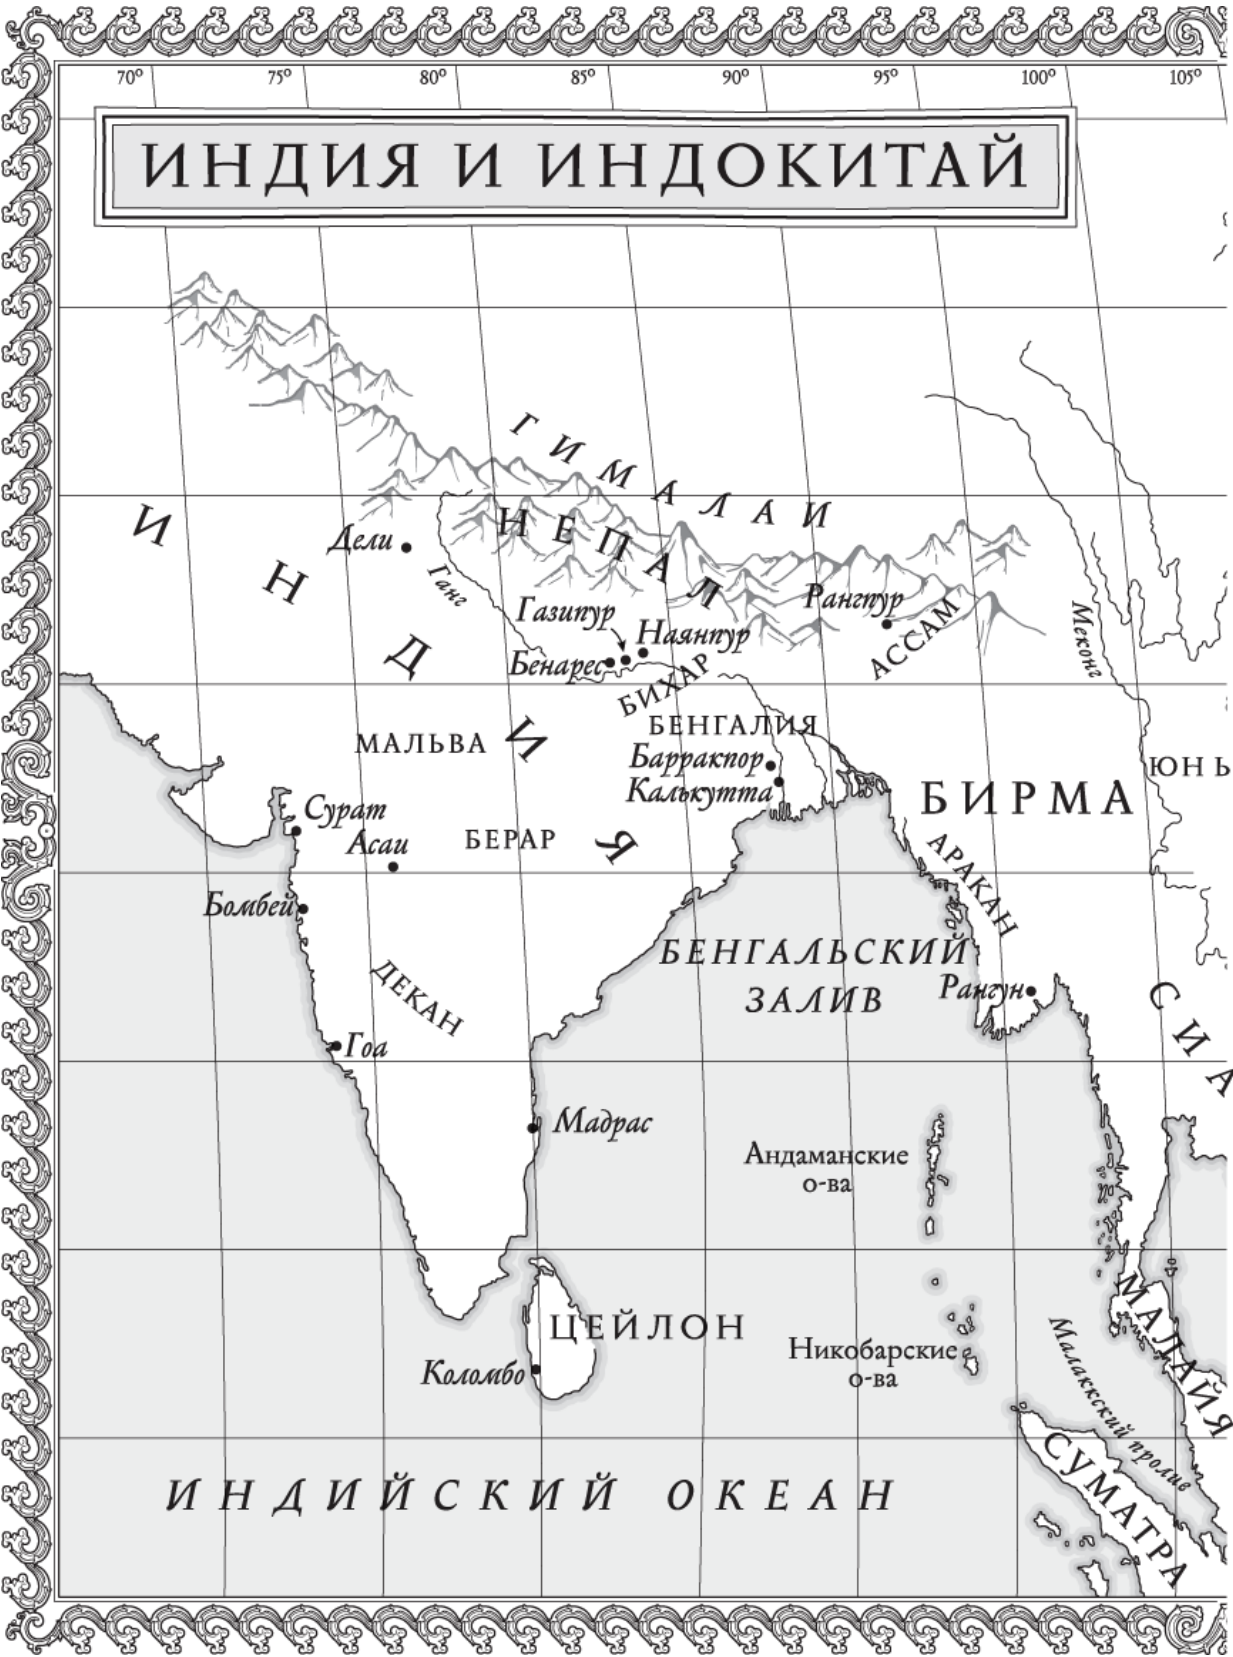 70° 75° 80° 85° 90° 95° 100° 105°
ИНДИЯ И ИНДОКИТАЙ
ГИМАЛАИ
НЕПАЛ
ИНДИЯ
Дели
Ганг
Рангпур
АССАМ
Газипур
Наянпур
Бенарес
БИХАР
Меконг
БЕНГАЛИЯ
МАЛЬВА
Барракпор
Калькутта
ЮНЬ
БИРМА
Сурат
Асаи
БЕРАР
АРАКАН
Бомбей
БЕНГАЛЬСКИЙ
ЗАЛИВ
ДЕКАН
Рангун
СИА
Гоа
Мадрас
Андаманские
о-ва
ЦЕЙЛОН
МАЛАЙЯ
Никобарские
о-ва
Коломбо
Малаккский пролив
СУМАТРА
ИНДИЙСКИЙ ОКЕАН